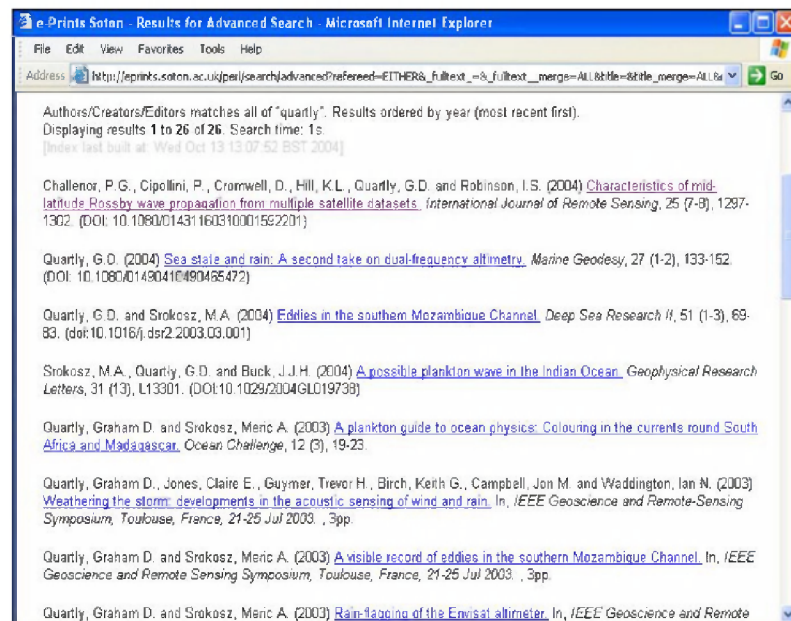 e-Prints Soton - Results for Advanced Search - Microsoft Internet Explorer
File Edit View Favorites Tools Help
Address http://eprints.soton.ac.uk/perl/search/advanced?refereed=EITHER&_fulltext_=&_fulltext__merge=ALL&title=&title_merge=ALL& Go
Authors/Creators/Editors matches all of "quartly". Results ordered by year (most recent first).
Displaying results 1 to 26 of 26. Search time: 1s.
[Index last built at: Wed Oct 13 13:07:52 BST 2004]
Challenor, P.G., Cipollini, P., Cromwell, D., Hill, K.L., Quartly, G.D. and Robinson, I.S. (2004) Characteristics of mid-
latitude Rossby wave propagation from multiple satellite datasets. International Journal of Remote Sensing, 25 (7-8), 1297-
1302. (DOI: 10.1080/01431160310001592201)
Quartly, G.D. (2004) Sea state and rain: A second take on dual-frequency altimetry. Marine Geodesy, 27 (1-2), 133-152.
(DOI: 10.1080/01490410490465472)
Quartly, G.D. and Srokosz, M.A. (2004) Eddies in the southern Mozambique Channel. Deep Sea Research II, 51 (1-3), 69-
83. (doi:10.1016/j.dsr2.2003.03.001)
Srokosz, M.A., Quartly, G.D. and Buck, J.J.H. (2004) A possible plankton wave in the Indian Ocean. Geophysical Research
Letters, 31 (13), L13301. (DOI:10.1029/2004GL019738)
Quartly, Graham D. and Srokosz, Meric A. (2003) A plankton guide to ocean physics: Colouring in the currents round South
Africa and Madagascar. Ocean Challenge, 12 (3), 19-23.
Quartly, Graham D., Jones, Claire E., Guymer, Trevor H., Birch, Keith G., Campbell, Jon M. and Waddington, Ian N. (2003)
Weathering the storm: developments in the acoustic sensing of wind and rain. In, IEEE Geoscience and Remote-Sensing
Symposium, Toulouse, France, 21-25 Jul 2003. , 3pp.
Quartly, Graham D. and Srokosz, Meric A. (2003) A visible record of eddies in the southern Mozambique Channel. In, IEEE
Geoscience and Remote Sensing Symposium, Toulouse, France, 21-25 Jul 2003. , 3pp.
Quartly, Graham D. and Srokosz, Meric A. (2003) Rain-flagging of the Envisat altimeter. In, IEEE Geoscience and Remote